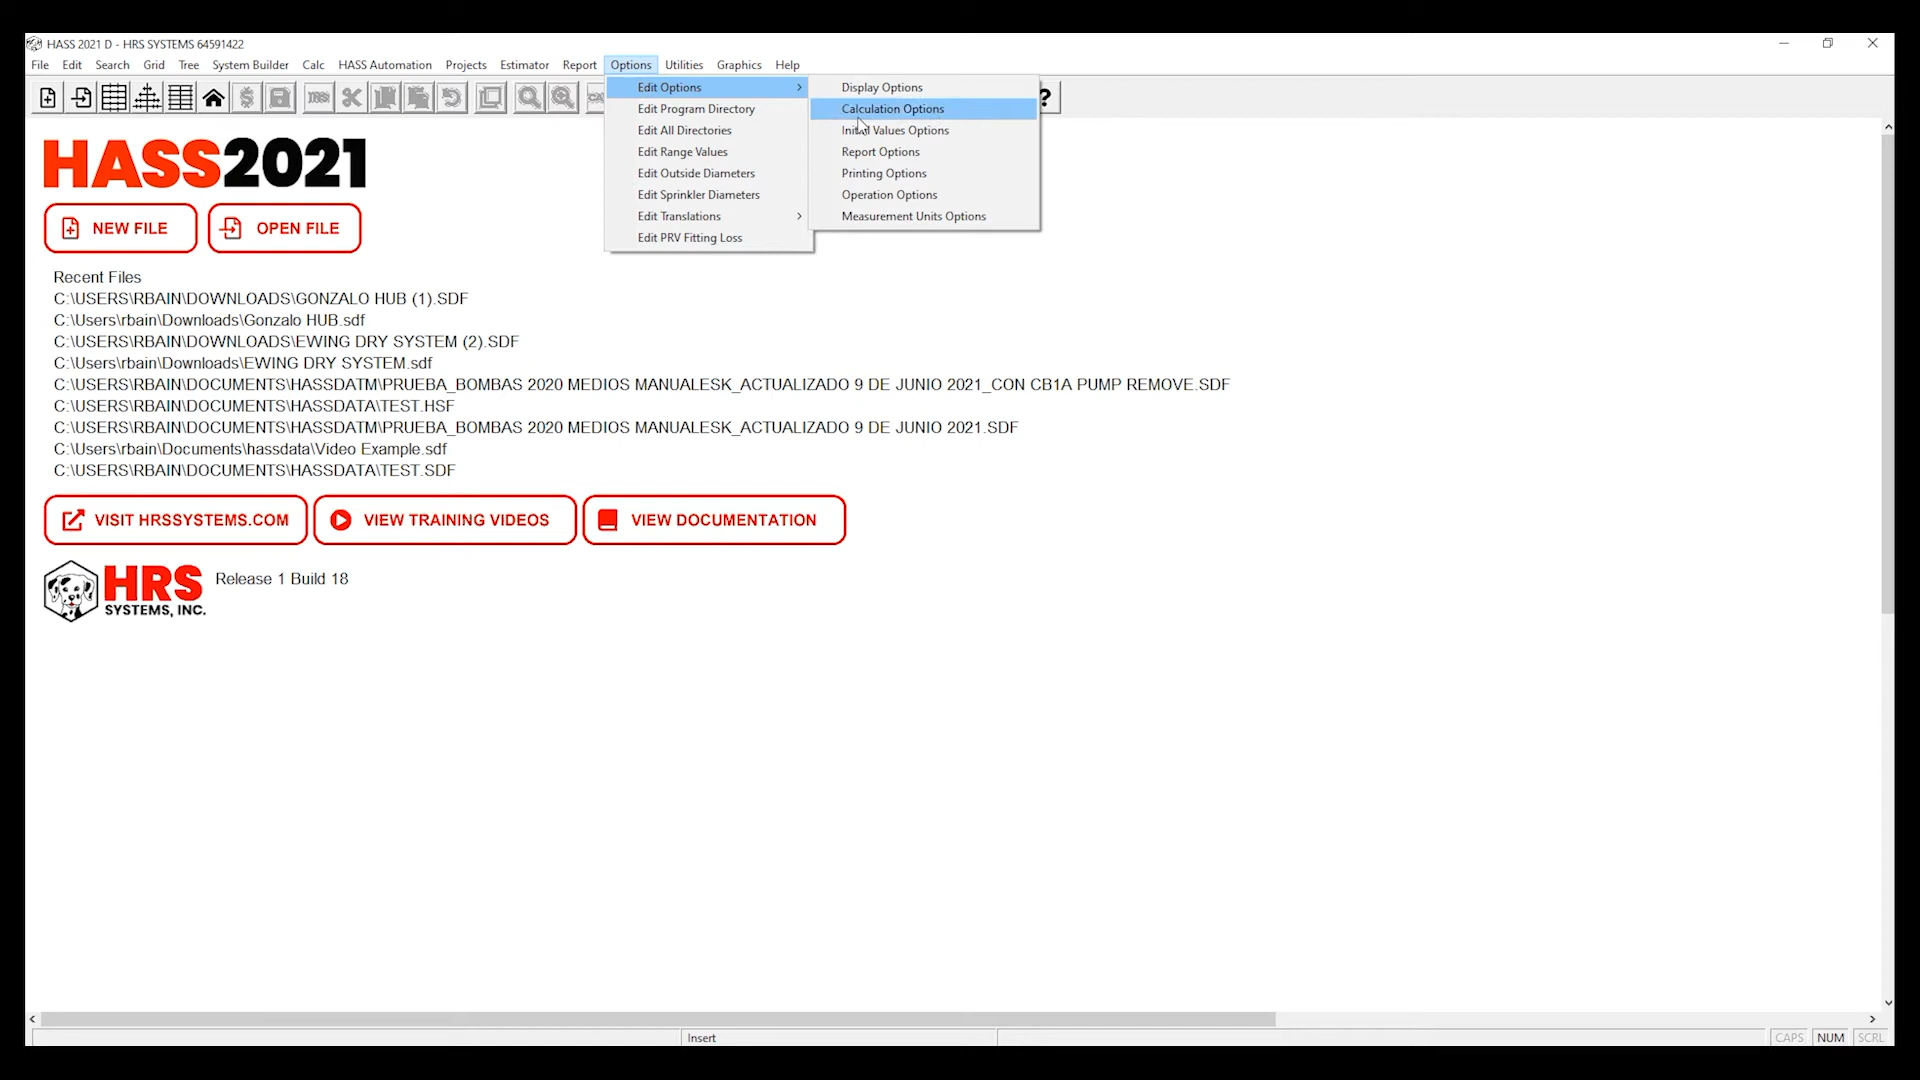 HASS 2021 D - HRS SYSTEMS 64591422
File Edit Search Grid Tree System Builder Calc HASS Automation Projects Estimator Report Options Utilities Graphics Help
Edit Options
Edit Program Directory
Edit All Directories
Edit Range Values
Edit Outside Diameters
Edit Sprinkler Diameters
Edit Translations
Edit PRV Fitting Loss
Display Options
Calculation Options
Initial Values Options
Report Options
Printing Options
Operation Options
Measurement Units Options
HASS2021
NEW FILE OPEN FILE
Recent Files
C:\USERS\RBAIN\DOWNLOADS\GONZALO HUB (1).SDF
C:\Users\rbain\Downloads\Gonzalo HUB.sdf
C:\USERS\RBAIN\DOWNLOADS\EWING DRY SYSTEM (2).SDF
C:\Users\rbain\Downloads\EWING DRY SYSTEM.sdf
C:\USERS\RBAIN\DOCUMENTS\HASSDATM\PRUEBA_BOMBAS 2020 MEDIOS MANUALESK_ACTUALIZADO 9 DE JUNIO 2021_CON CB1A PUMP REMOVE.SDF
C:\USERS\RBAIN\DOCUMENTS\HASSDATA\TEST.HSF
C:\USERS\RBAIN\DOCUMENTS\HASSDATM\PRUEBA_BOMBAS 2020 MEDIOS MANUALESK_ACTUALIZADO 9 DE JUNIO 2021.SDF
C:\Users\rbain\Documents\hassdata\Video Example.sdf
C:\USERS\RBAIN\DOCUMENTS\HASSDATA\TEST.SDF
VISIT HRSSYSTEMS.COM VIEW TRAINING VIDEOS VIEW DOCUMENTATION
HRS
SYSTEMS, INC.
Release 1 Build 18
Insert CAPS NUM SCRL